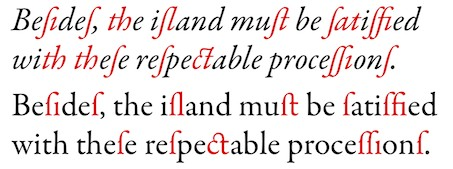 Beſideſ, the iſland muſt be ſatiſfied
with theſe reſpectable proceſſionſ.
Beſideſ, the iſland muſt be ſatiſfied
with theſe reſpectable proceſſionſ.